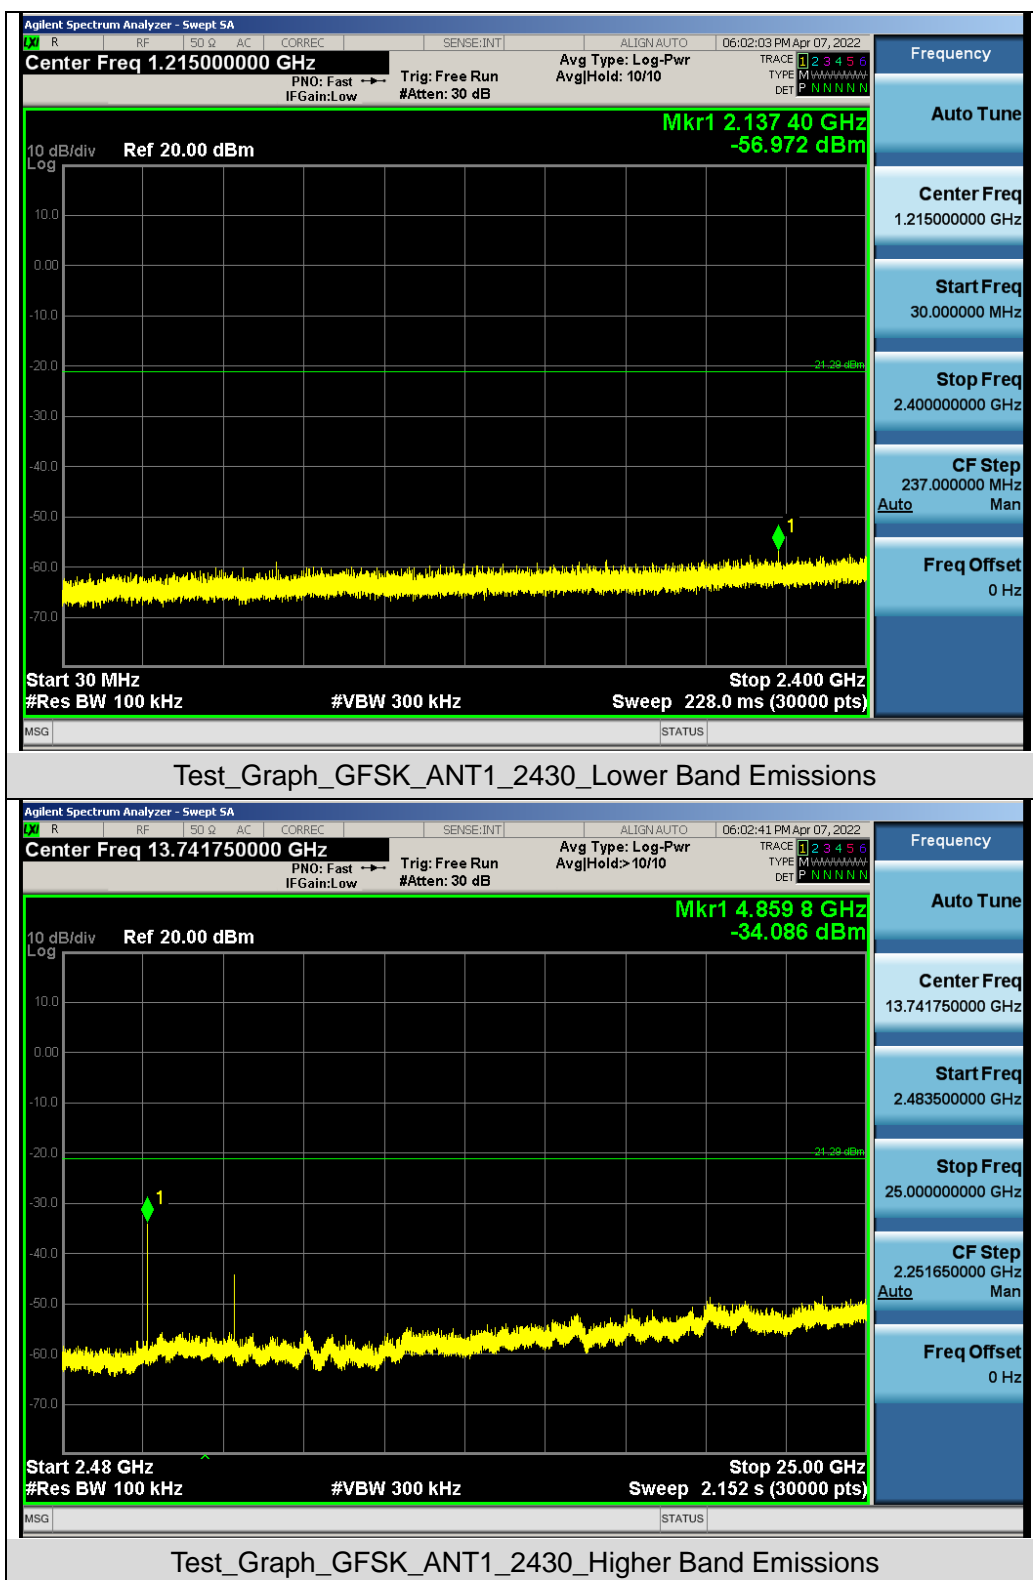 Agilent Spectrum Analyzer - Swept SA
LXI R RF 50 Ω AC CORREC SENSE:INT ALIGN AUTO 06:02:03 PM Apr 07, 2022
Center Freq 1.215000000 GHz Avg Type: Log-Pwr TRACE 1 2 3 4 5 6
PNO: Fast Trig: Free Run Avg|Hold: 10/10 TYPE M WWWWW
IFGain:Low #Atten: 30 dB DET P N N N N N
Mkr1 2.137 40 GHz
-56.972 dBm
10 dB/div Ref 20.00 dBm
Log
10.0
0.00
-10.0
-20.0
-21.29 dBm
-30.0
-40.0
-50.0
1
-60.0
-70.0
Start 30 MHz Stop 2.400 GHz
#Res BW 100 kHz #VBW 300 kHz Sweep 228.0 ms (30000 pts)
MSG STATUS
Frequency
Auto Tune
Center Freq
1.215000000 GHz
Start Freq
30.000000 MHz
Stop Freq
2.400000000 GHz
CF Step
237.000000 MHz
Auto Man
Freq Offset
0 Hz
Test_Graph_GFSK_ANT1_2430_Lower Band Emissions
Agilent Spectrum Analyzer - Swept SA
LXI R RF 50 Ω AC CORREC SENSE:INT ALIGN AUTO 06:02:41 PM Apr 07, 2022
Center Freq 13.741750000 GHz Avg Type: Log-Pwr TRACE 1 2 3 4 5 6
PNO: Fast Trig: Free Run Avg|Hold:> 10/10 TYPE M WWWWW
IFGain:Low #Atten: 30 dB DET P N N N N N
Mkr1 4.859 8 GHz
-34.086 dBm
10 dB/div Ref 20.00 dBm
Log
10.0
0.00
-10.0
-20.0
-21.29 dBm
-30.0
1
-40.0
-50.0
-60.0
-70.0
Start 2.48 GHz Stop 25.00 GHz
#Res BW 100 kHz #VBW 300 kHz Sweep 2.152 s (30000 pts)
MSG STATUS
Frequency
Auto Tune
Center Freq
13.741750000 GHz
Start Freq
2.483500000 GHz
Stop Freq
25.000000000 GHz
CF Step
2.251650000 GHz
Auto Man
Freq Offset
0 Hz
Test_Graph_GFSK_ANT1_2430_Higher Band Emissions